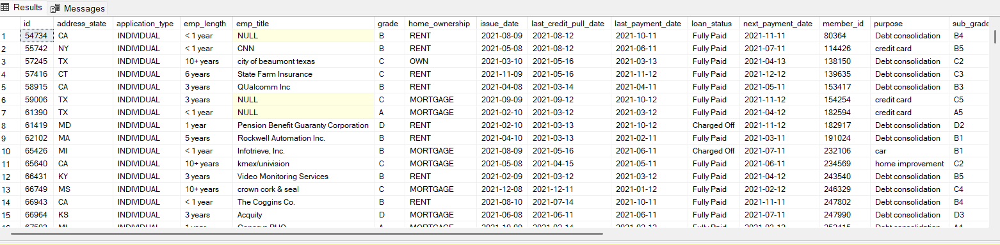 Results Messages
id address_state application_type emp_length emp_title grade home_ownership issue_date last_credit_pull_date last_payment_date loan_status next_payment_date member_id purpose sub_grade
1 54734 CA INDIVIDUAL < 1 year NULL B RENT 2021-08-09 2021-08-12 2021-10-11 Fully Paid 2021-11-11 80364 Debt consolidation B4
2 55742 NY INDIVIDUAL < 1 year CNN B RENT 2021-05-08 2021-08-12 2021-06-11 Fully Paid 2021-07-11 114426 credit card B5
3 57245 TX INDIVIDUAL 10+ years city of beaumont texas C OWN 2021-03-10 2021-05-16 2021-03-13 Fully Paid 2021-04-13 138150 Debt consolidation C2
4 57416 CT INDIVIDUAL 6 years State Farm Insurance C RENT 2021-11-09 2021-05-16 2021-11-12 Fully Paid 2021-12-12 139635 Debt consolidation C3
5 58915 CA INDIVIDUAL 3 years QUalcomm Inc B RENT 2021-04-08 2021-03-14 2021-04-11 Fully Paid 2021-05-11 153417 Debt consolidation B3
6 59006 TX INDIVIDUAL 3 years NULL C MORTGAGE 2021-09-09 2021-09-12 2021-10-12 Fully Paid 2021-11-12 154254 credit card C5
7 61390 TX INDIVIDUAL < 1 year NULL A MORTGAGE 2021-02-10 2021-03-12 2021-03-12 Fully Paid 2021-04-12 182594 credit card A5
8 61419 MD INDIVIDUAL 1 year Pension Benefit Guaranty Corporation D RENT 2021-02-10 2021-03-13 2021-10-12 Charged Off 2021-11-12 182917 Debt consolidation D2
9 62102 MA INDIVIDUAL 5 years Rockwell Automation Inc. B RENT 2021-04-10 2021-03-13 2021-02-11 Fully Paid 2021-03-11 191024 Debt consolidation B1
10 65426 MI INDIVIDUAL < 1 year Infotrieve, Inc. B MORTGAGE 2021-08-09 2021-05-16 2021-06-11 Charged Off 2021-07-11 232106 car B1
11 65640 CA INDIVIDUAL 10+ years kmex/univision C MORTGAGE 2021-05-08 2021-04-15 2021-05-11 Fully Paid 2021-06-11 234569 home improvement C2
12 66431 KY INDIVIDUAL 3 years Video Monitoring Services B RENT 2021-02-09 2021-03-12 2021-03-12 Fully Paid 2021-04-12 243540 Debt consolidation B5
13 66749 MS INDIVIDUAL 10+ years crown cork & seal C MORTGAGE 2021-12-08 2021-12-11 2021-01-12 Fully Paid 2021-02-12 246329 Debt consolidation C4
14 66943 CA INDIVIDUAL < 1 year The Coggins Co. B RENT 2021-08-10 2021-07-14 2021-10-11 Fully Paid 2021-11-11 247802 Debt consolidation B4
15 66964 KS INDIVIDUAL 3 years Acquity D MORTGAGE 2021-06-08 2021-06-11 2021-06-11 Fully Paid 2021-07-11 247990 Debt consolidation D3
INDIVIDUAL 1 year Fully Paid Debt consolidation